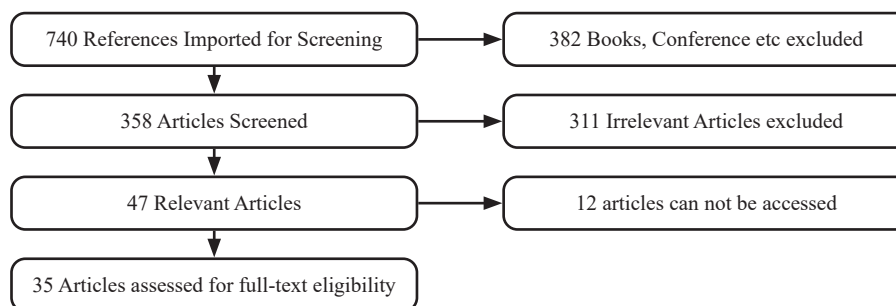 740 References Imported for Screening
382 Books, Conference etc excluded
358 Articles Screened
311 Irrelevant Articles excluded
47 Relevant Articles
12 articles can not be accessed
35 Articles assessed for full-text eligibility